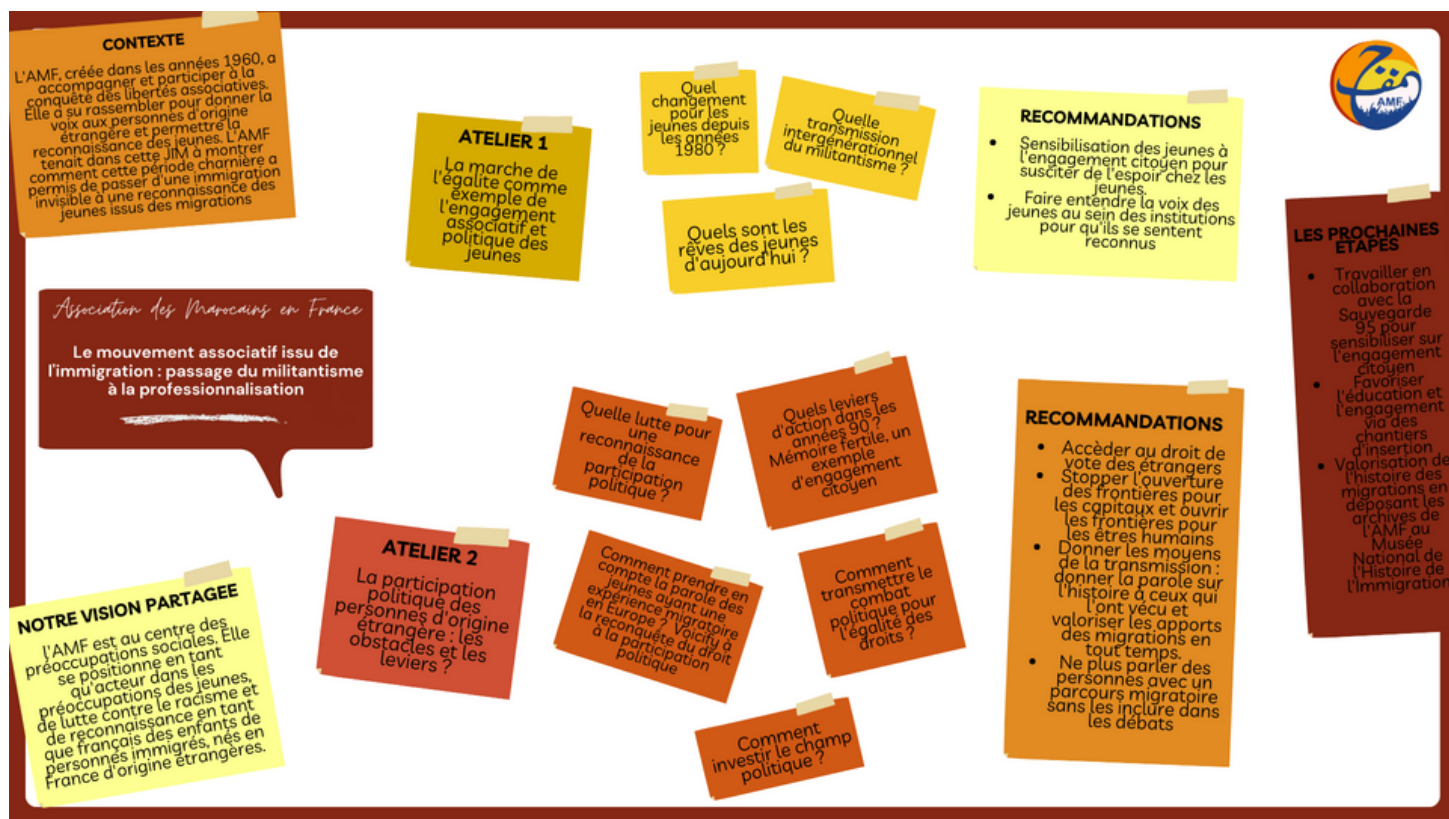 CONTEXTE
L'AMF, créée dans les années 1960, a
accompagner et participer à la
conquête des libertés associatives.
Elle a su rassembler pour donner la
voix aux personnes d'origine
étrangère et permettre la
reconnaissance des jeunes. L'AMF
tenait dans cette JIM à montrer
comment cette période charnière a
permis de passer d'une immigration
invisible à une reconnaissance des
jeunes issus des migrations
Association des Marocains en France
Le mouvement associatif issu de
l'immigration : passage du militantisme
à la professionnalisation
NOTRE VISION PARTAGEE
l'AMF est au centre des
préoccupations sociales. Elle
se positionne en tant
qu'acteur dans les
préoccupations des jeunes,
de lutte contre le racisme et
de reconnaissance en tant
que français des enfants de
personnes immigrés, nés en
France d'origine étrangères.
ATELIER 1
La marche de
l'égalite comme
exemple de
l'engagement
associatif et
politique des
jeunes
Quel
changement
pour les
jeunes depuis
les années
1980 ?
Quelle
transmission
intergénérationnel
du militantisme ?
Quels sont les
rêves des jeunes
d'aujourd'hui ?
RECOMMANDATIONS
• Sensibilisation des jeunes à
l'engagement citoyen pour
susciter de l'espoir chez les
jeunes.
• Faire entendre la voix des
jeunes au sein des institutions
pour qu'ils se sentent
reconnus
ATELIER 2
La participation
politique des
personnes d'origine
étrangère : les
obstacles et les
leviers ?
Quelle lutte pour
une
reconnaissance
de la
participation
politique ?
Quels leviers
d'action dans les
années 90 ?
Mémoire fertile, un
exemple
d'engagement
citoyen
Comment prendre en
compte la parole des
jeunes ayant une
expérience migratoire
en Europe ? Voicify à
la reconquête du droit
à la participation
politique
Comment
transmettre le
combat
politique pour
l'égalité des
droits ?
Comment
investir le champ
politique ?
RECOMMANDATIONS
• Accèder au droit de
vote des étrangers
• Stopper l'ouverture
des frontières pour
les capitaux et ouvrir
les frontières pour
les êtres humains
• Donner les moyens
de la transmission :
donner la parole sur
l'histoire à ceux qui
l'ont vécu et
valoriser les apports
des migrations en
tout temps.
• Ne plus parler des
personnes avec un
parcours migratoire
sans les inclure dans
les débats
AMF
LES PROCHAINES
ETAPES
• Travailler en
collaboration
avec la
Sauvegarde
95 pour
sensibiliser sur
l'engagement
citoyen
• Favoriser
l'éducation et
l'engagement
via des
chantiers
d'insertion
• Valorisation de
l'histoire des
migrations en
déposant les
archives de
l'AMF au
Musée
National de
l'Histoire de
l'Immigration